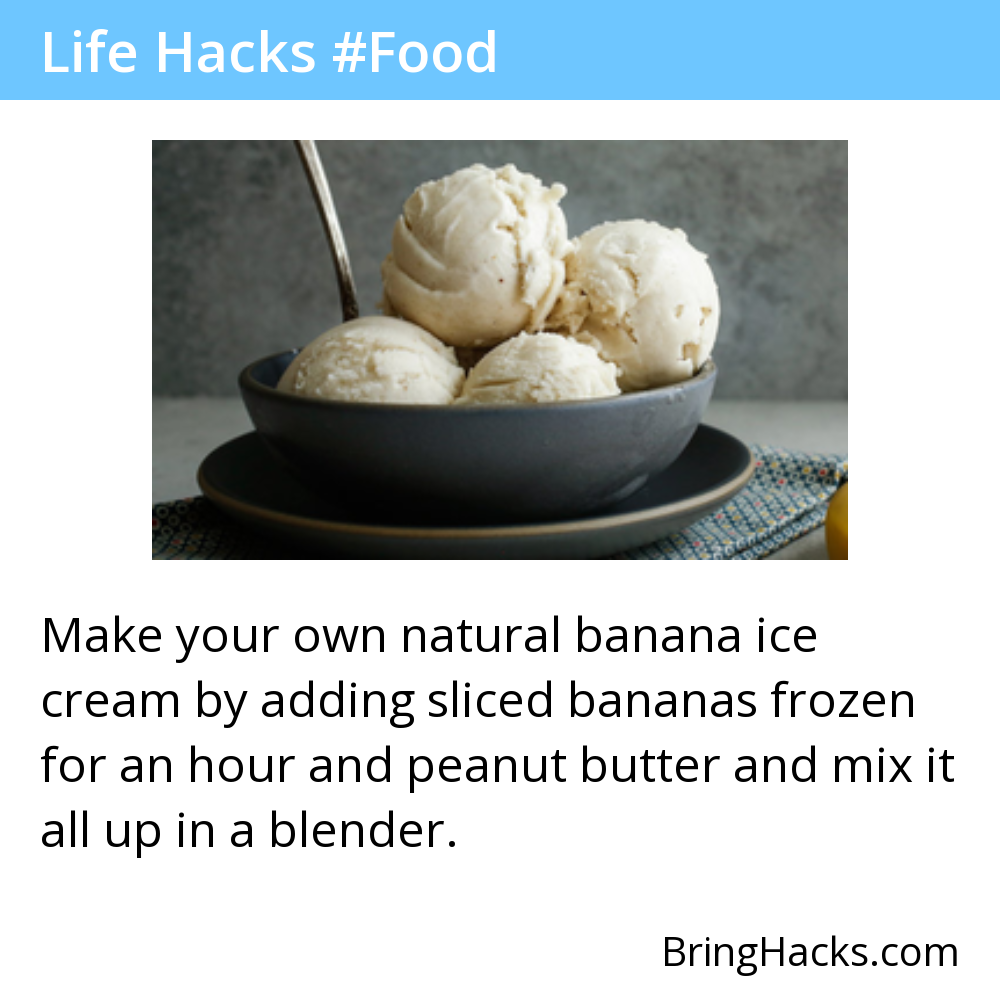 Life Hacks #Food
Make your own natural banana ice
cream by adding sliced bananas frozen
for an hour and peanut butter and mix it
all up in a blender.
BringHacks.com